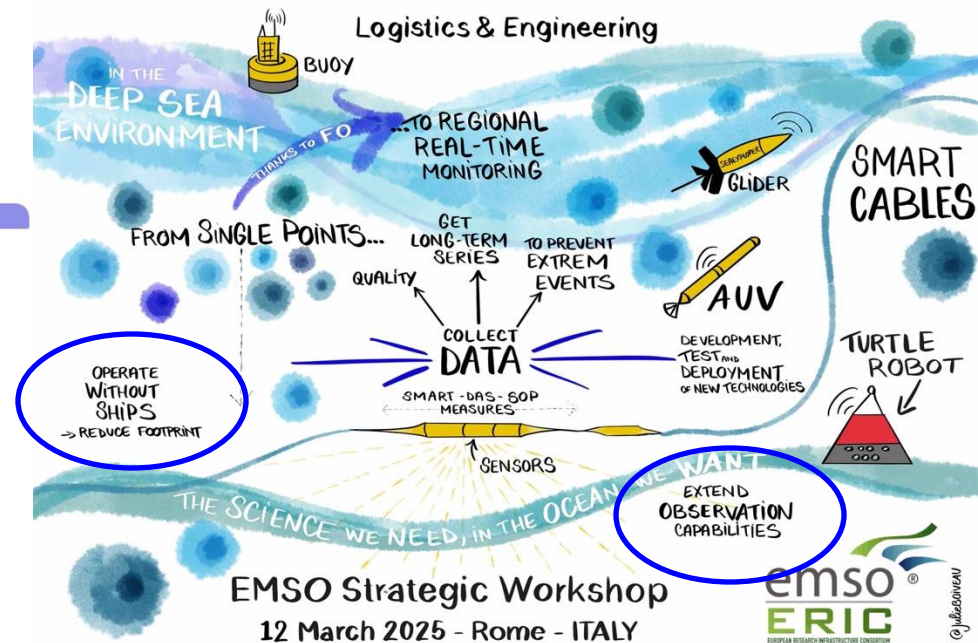 Logistics & Engineering
BUOY
IN THE
DEEP SEA
ENVIRONMENT
THANKS TO FO
...TO REGIONAL
REAL-TIME
MONITORING
SEAEXPLORER
GLIDER
SMART
CABLES
FROM SINGLE POINTS...
QUALITY
GET
LONG-TERM
SERIES
TO PREVENT
EXTREM
EVENTS
AUV
COLLECT
DATA
DEVELOPMENT,
TEST AND
DEPLOYMENT
OF NEW TECHNOLOGIES
TURTLE
ROBOT
OPERATE
WITHOUT
SHIPS
→ REDUCE FOOTPRINT
SMART - DAS - SOP
MEASURES
SENSORS
THE SCIENCE WE NEED, IN THE OCEAN WE WANT
EXTEND
OBSERVATION
CAPABILITIES
EMSO Strategic Workshop
12 March 2025 - Rome - ITALY
emso ®
ERIC
EUROPEAN RESEARCH INFRASTRUCTURE CONSORTIUM
@JulieBOIVEAU